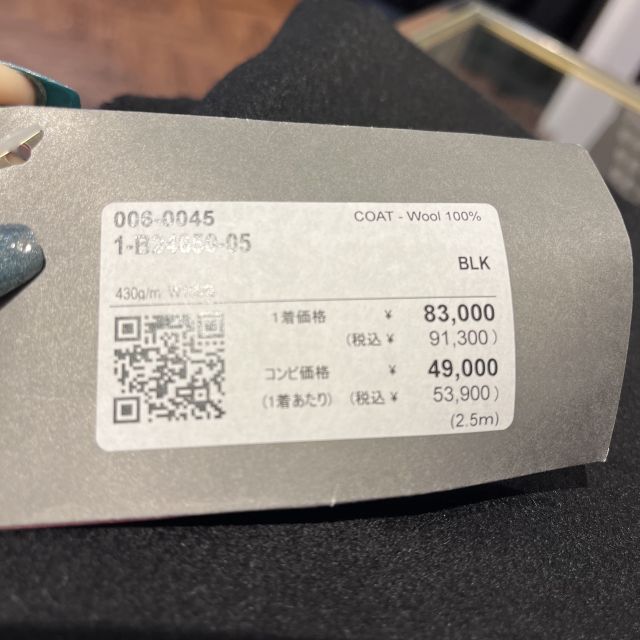 006-0045
COAT - Wool 100%
BLK
430g/m
1着価格 ¥ 83,000
(税込 ¥ 91,300)
コンビ価格 ¥ 49,000
(1着あたり) (税込 ¥ 53,900)
(2.5m)